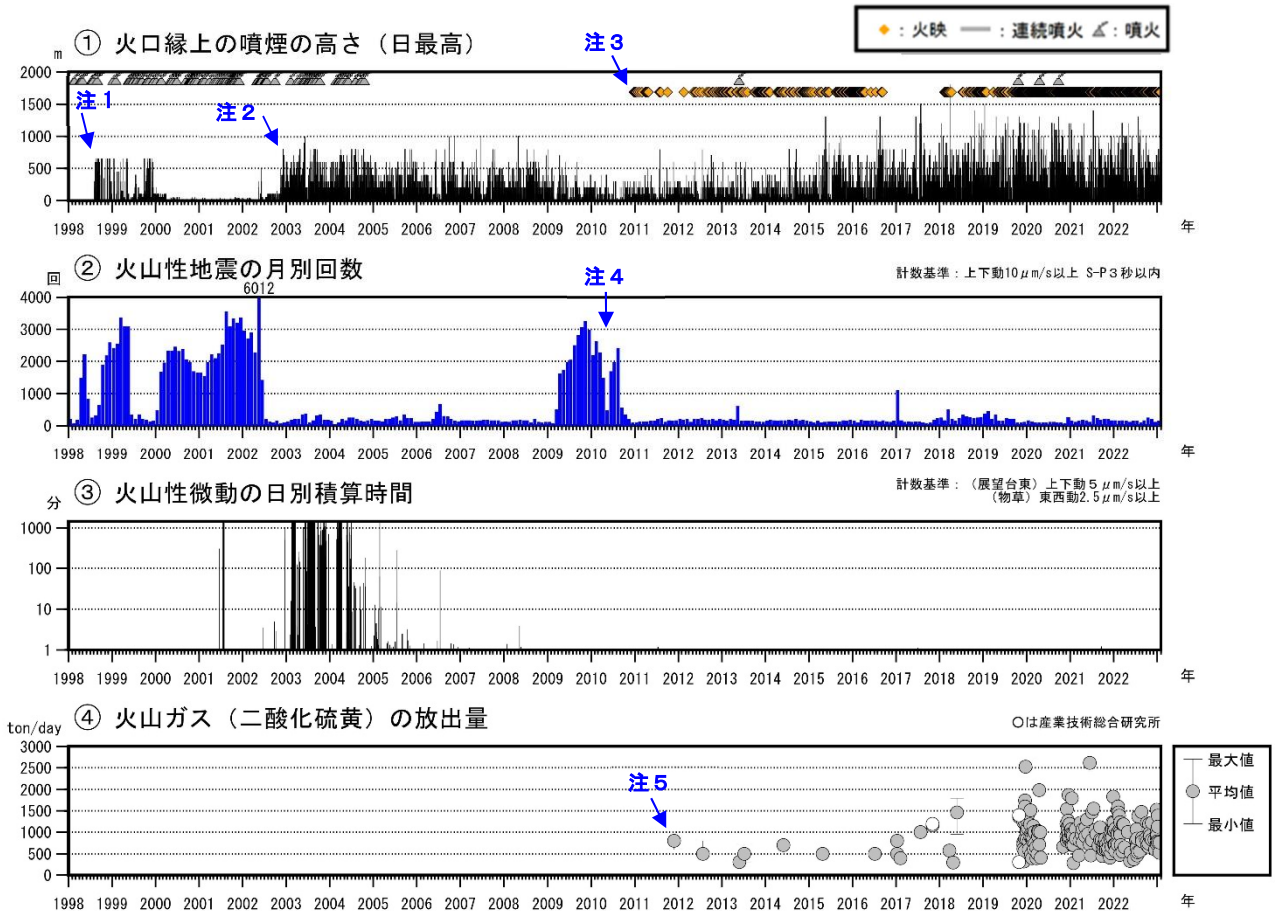 ◆：火映 ―：連続噴火 ：噴火
① 火口縁上の噴煙の高さ（日最高）
m
注３
2000
1500
1000
500
0
注１
注２
1998 1999 2000 2001 2002 2003 2004 2005 2006 2007 2008 2009 2010 2011 2012 2013 2014 2015 2016 2017 2018 2019 2020 2021 2022
年
② 火山性地震の月別回数
回
計数基準：上下動10μm/s以上 S-P３秒以内
6012
注４
4000
3000
2000
1000
0
1998 1999 2000 2001 2002 2003 2004 2005 2006 2007 2008 2009 2010 2011 2012 2013 2014 2015 2016 2017 2018 2019 2020 2021 2022
年
③ 火山性微動の日別積算時間
分
計数基準：（展望台東）上下動５μm/s以上
（物草）東西動2.5μm/s以上
1000
100
10
1
1998 1999 2000 2001 2002 2003 2004 2005 2006 2007 2008 2009 2010 2011 2012 2013 2014 2015 2016 2017 2018 2019 2020 2021 2022
年
④ 火山ガス（二酸化硫黄）の放出量
ton/day
○は産業技術総合研究所
3000
2500
2000
1500
1000
500
0
注５
最大値
平均値
最小値
1998 1999 2000 2001 2002 2003 2004 2005 2006 2007 2008 2009 2010 2011 2012 2013 2014 2015 2016 2017 2018 2019 2020 2021 2022
年